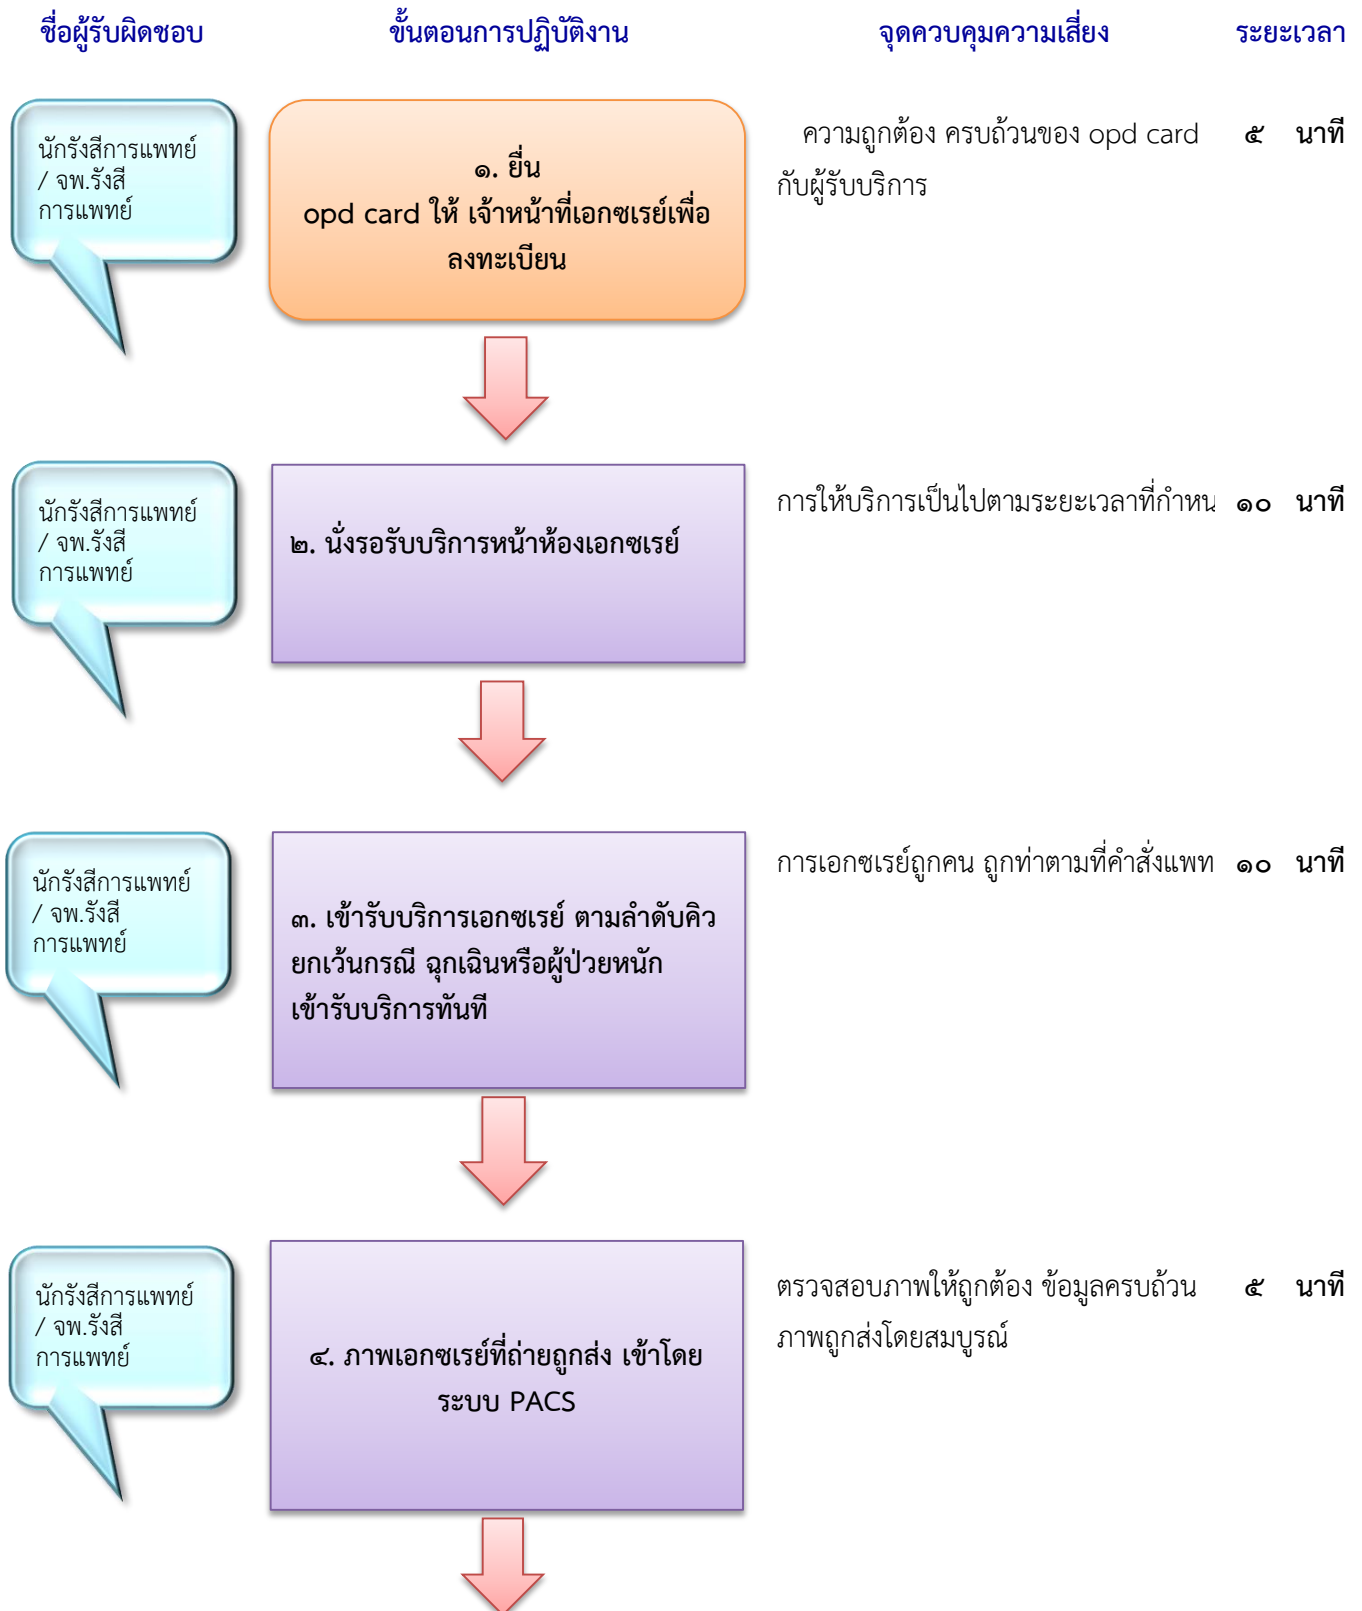 ชื่อผู้รับผิดชอบ ขั้นตอนการปฏิบัติงาน จุดควบคุมความเสี่ยง ระยะเวลา
นักรังสีการแพทย์
/ จพ.รังสี
การแพทย์
๑. ยื่น
opd card ให้ เจ้าหน้าที่เอกซเรย์เพื่อ
ลงทะเบียน
ความถูกต้อง ครบถ้วนของ opd card
กับผู้รับบริการ
๕ นาที
นักรังสีการแพทย์
/ จพ.รังสี
การแพทย์
๒. นั่งรอรับบริการหน้าห้องเอกซเรย์
การให้บริการเป็นไปตามระยะเวลาที่กำหน
๑๐ นาที
นักรังสีการแพทย์
/ จพ.รังสี
การแพทย์
๓. เข้ารับบริการเอกซเรย์ ตามลำดับคิว
ยกเว้นกรณี ฉุกเฉินหรือผู้ป่วยหนัก
เข้ารับบริการทันที
การเอกซเรย์ถูกคน ถูกท่าตามที่คำสั่งแพท
๑๐ นาที
นักรังสีการแพทย์
/ จพ.รังสี
การแพทย์
๔. ภาพเอกซเรย์ที่ถ่ายถูกส่ง เข้าโดย
ระบบ PACS
ตรวจสอบภาพให้ถูกต้อง ข้อมูลครบถ้วน
ภาพถูกส่งโดยสมบูรณ์
๕ นาที